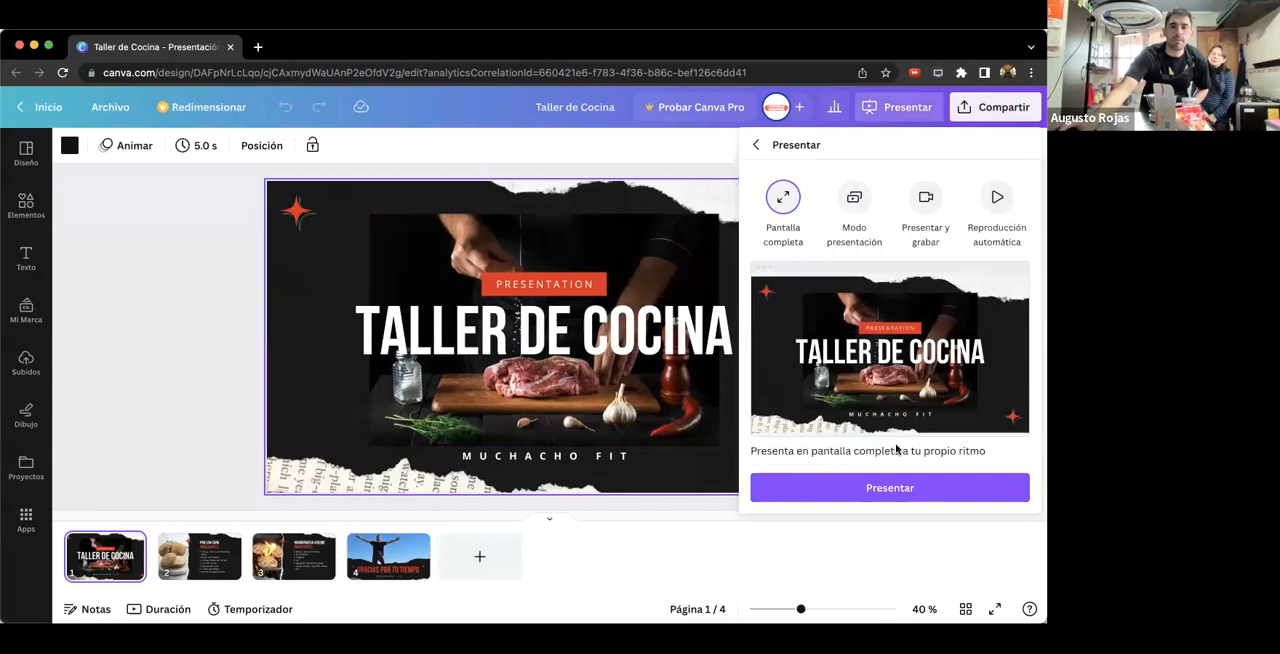 Taller de Cocina - Presentación
canva.com/design/DAFpNrLcLqo/cjCAxmydWaUAnP2eOfdV2g/edit?analyticsCorrelationId=660421e6-f783-4f36-b86c-bef126c6dd41
Inicio
Archivo
Redimensionar
Taller de Cocina
Probar Canva Pro
Presentar
Compartir
Augusto Rojas
Diseño
Elementos
Texto
Mi Marca
Subidos
Dibujo
Proyectos
Apps
Animar
5.0 s
Posición
PRESENTATION
TALLER DE COCINA
MUCHACHO FIT
Presentar
Pantalla completa
Modo presentación
Presentar y grabar
Reproducción automática
PRESENTATION
TALLER DE COCINA
MUCHACHO FIT
Presenta en pantalla completa a tu propio ritmo
Presentar
TALLER DE COCINA
1
2
3
GRACIAS POR TU TIEMPO
4
Notas
Duración
Temporizador
Página 1 / 4
40 %